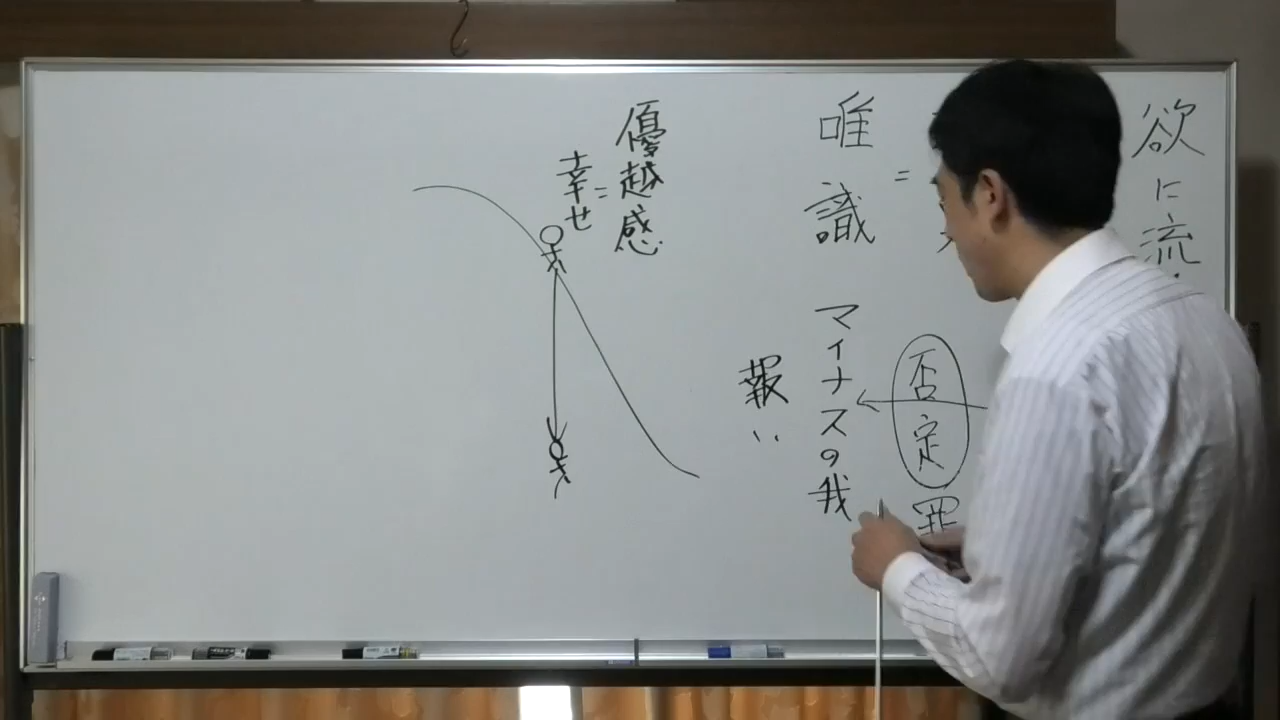 欲に流
=
唯識
否定
罪
マイナスの我
報い
優越感
=
幸せ